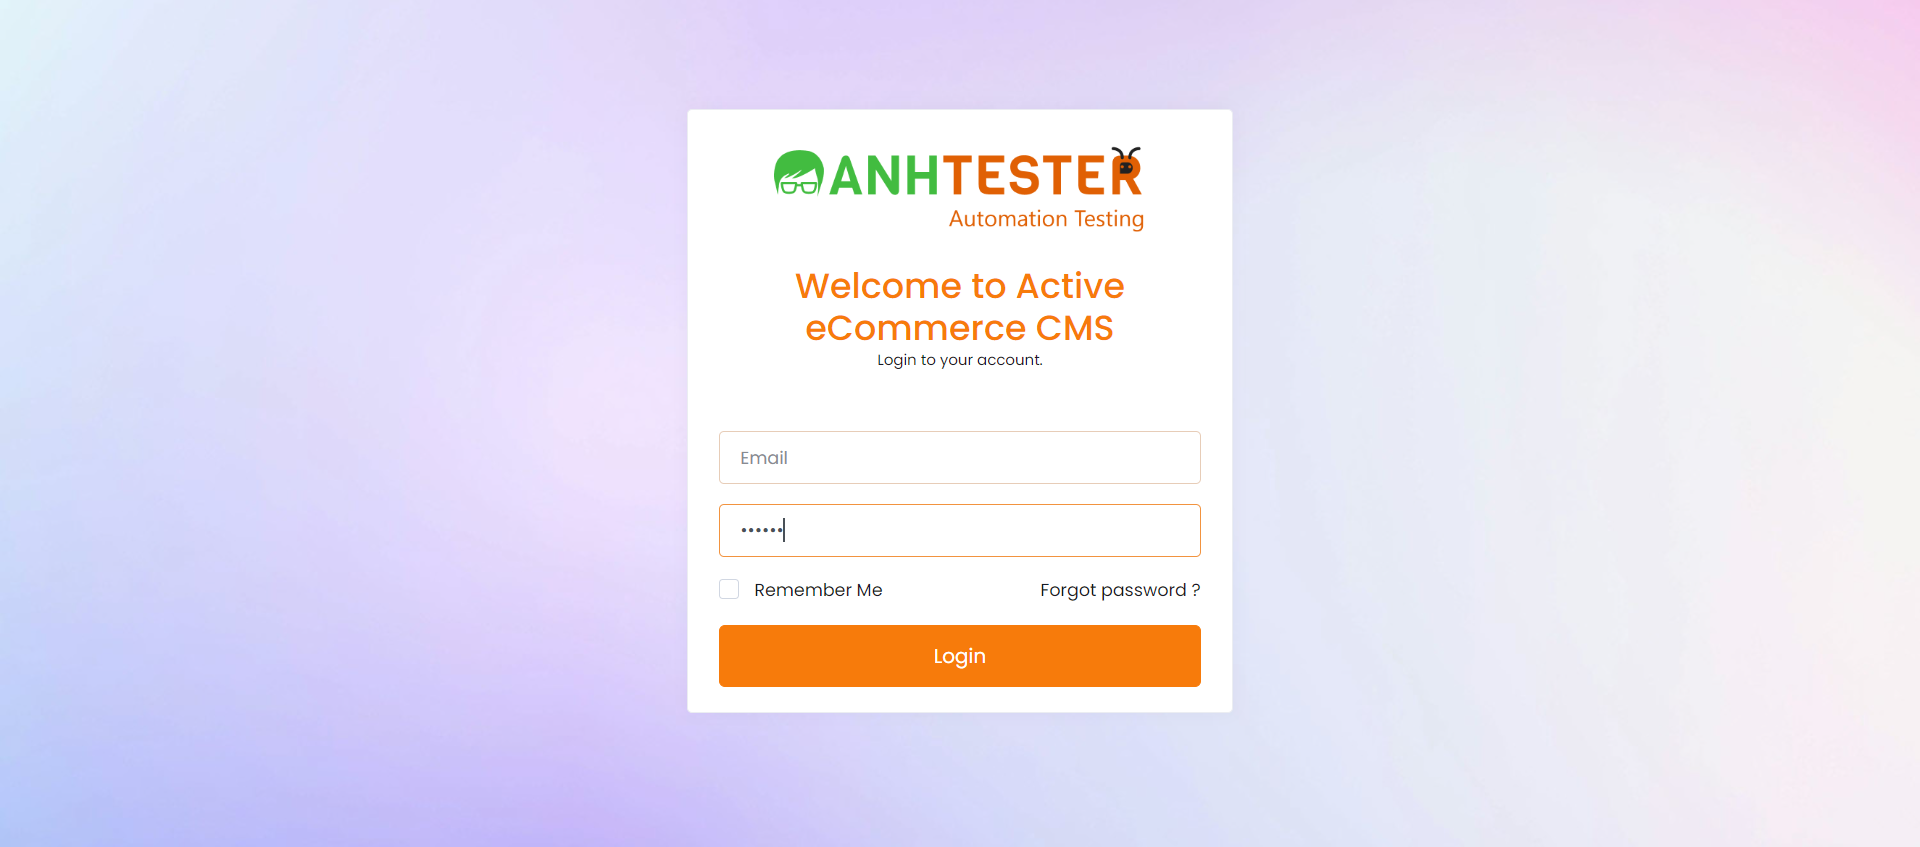 ANHTESTER
Automation Testing
Welcome to Active
eCommerce CMS
Login to your account.
Email
••••••
Remember Me
Forgot password ?
Login